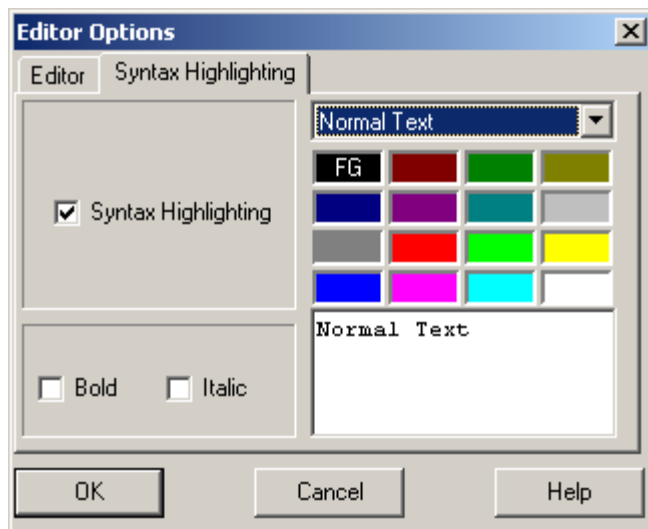 Editor Options
Editor
Syntax Highlighting
Normal Text
FG
Syntax Highlighting
Normal Text
Bold
Italic
OK
Cancel
Help